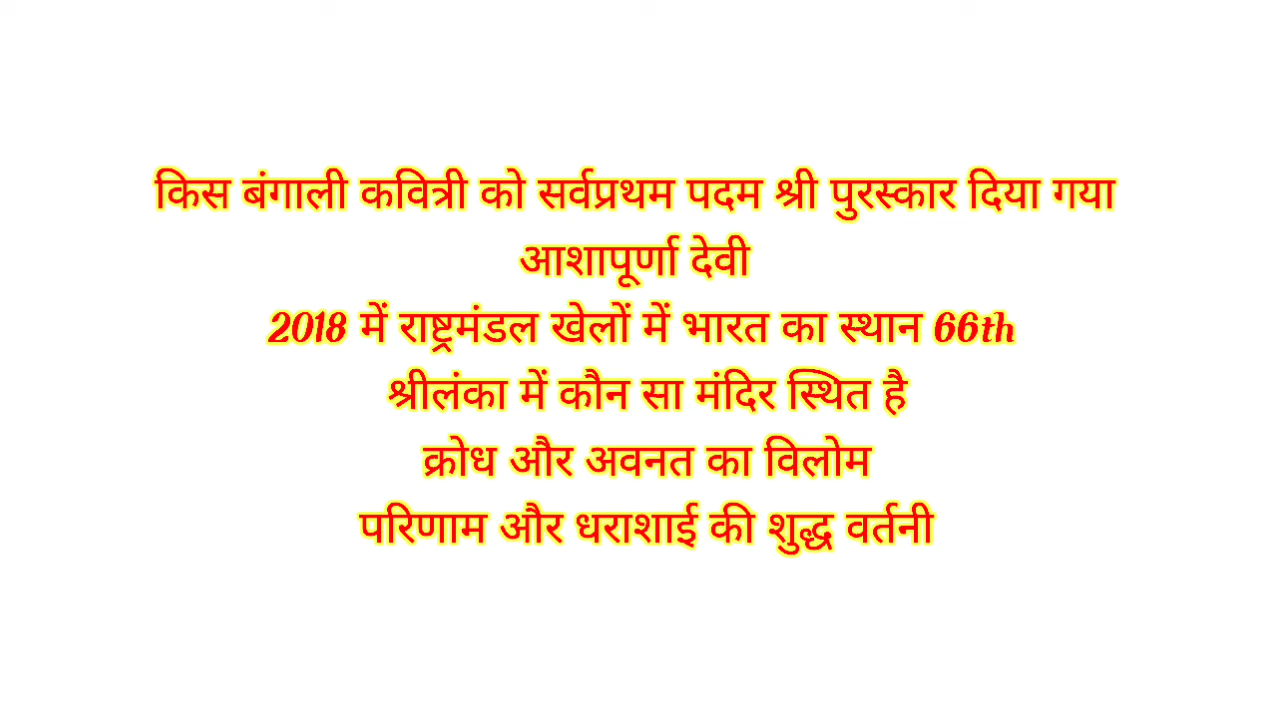 किस बंगाली कवित्री को सर्वप्रथम पदम श्री पुरस्कार दिया गया
आशापूर्णा देवी
2018 में राष्ट्रमंडल खेलों में भारत का स्थान 66th
श्रीलंका में कौन सा मंदिर स्थित है
क्रोध और अवनत का विलोम
परिणाम और धराशाई की शुद्ध वर्तनी